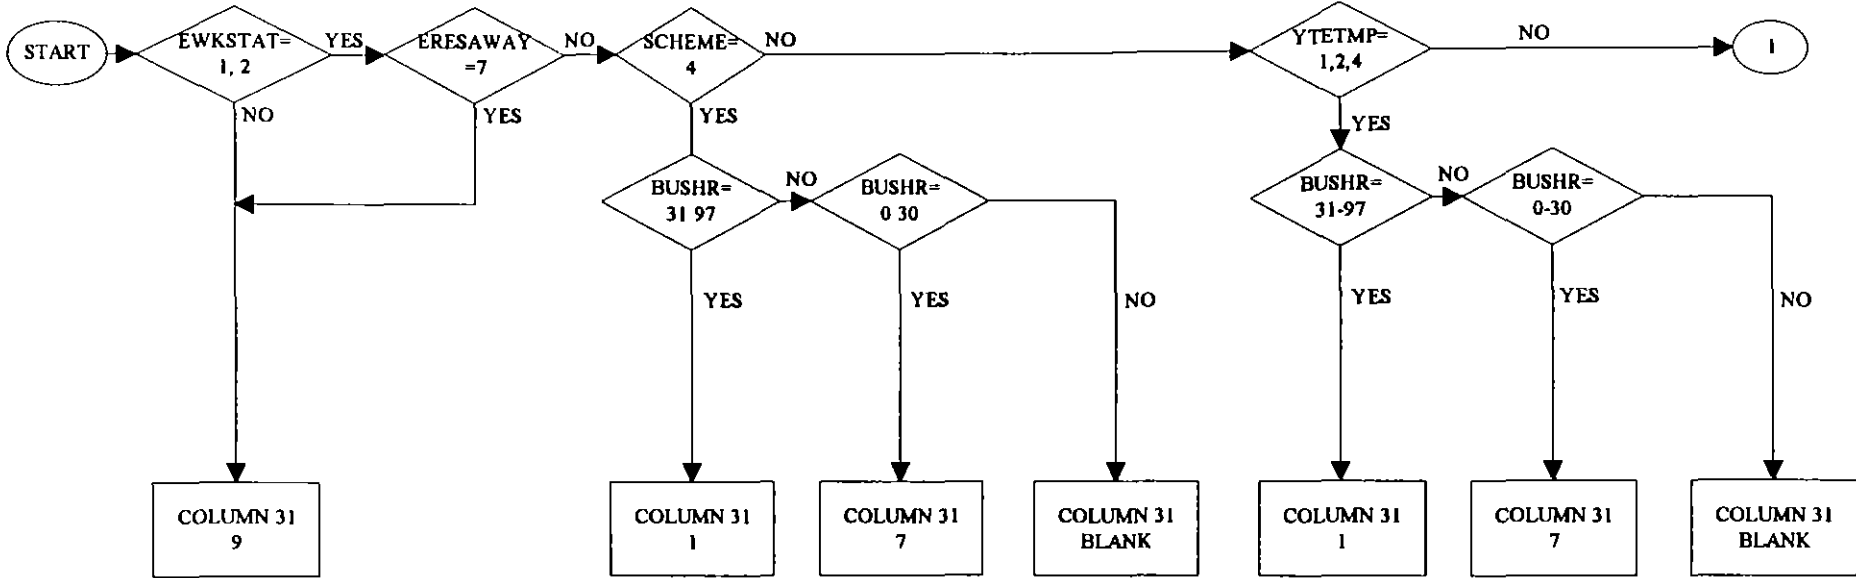 START
EWKSTAT=
1, 2
YES
NO
ERESAWAY
=7
NO
YES
SCHEME=
4
NO
YES
YTETMP=
1,2,4
NO
YES
1
BUSHR=
31 97
NO
YES
BUSHR=
0 30
YES
NO
BUSHR=
31-97
NO
YES
BUSHR=
0-30
YES
NO
COLUMN 31
9
COLUMN 31
1
COLUMN 31
7
COLUMN 31
BLANK
COLUMN 31
1
COLUMN 31
7
COLUMN 31
BLANK